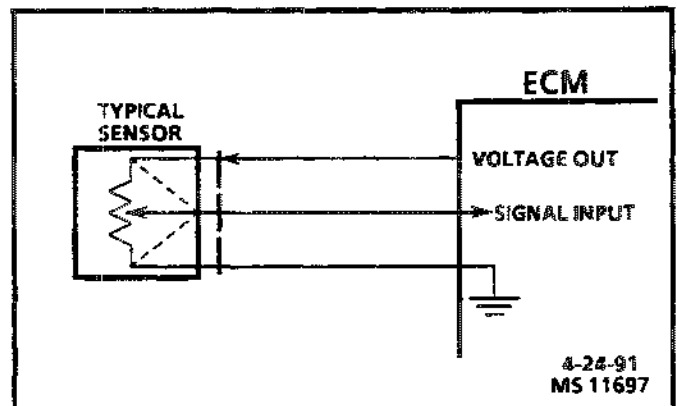 ECM
TYPICAL
SENSOR
VOLTAGE OUT
SIGNAL INPUT
4-24-91
MS 11697